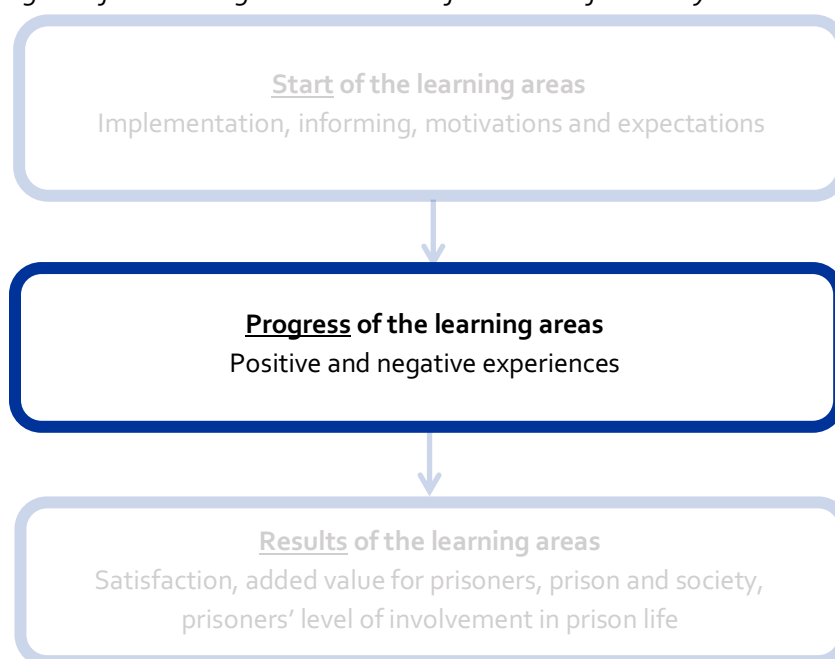 Start of the learning areas
Implementation, informing, motivations and expectations
Progress of the learning areas
Positive and negative experiences
Results of the learning areas
Satisfaction, added value for prisoners, prison and society,
prisoners’ level of involvement in prison life